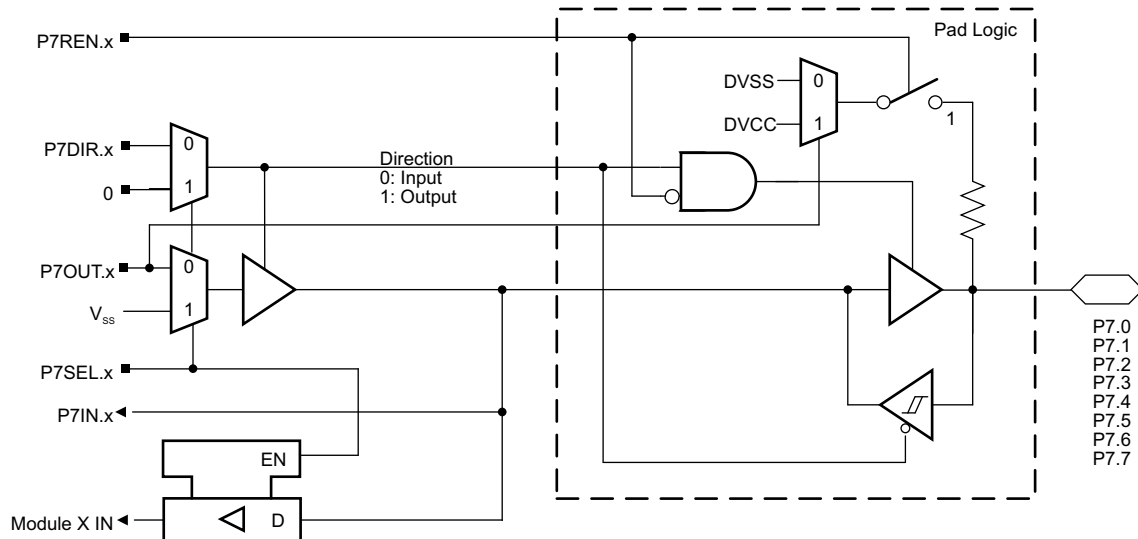 P7REN.x
Pad Logic
DVSS
0
DVCC
1
1
P7DIR.x
0
0
1
Direction
0: Input
1: Output
P7OUT.x
0
Vss
1
P7SEL.x
P7IN.x
EN
Module X IN
D
P7.0
P7.1
P7.2
P7.3
P7.4
P7.5
P7.6
P7.7